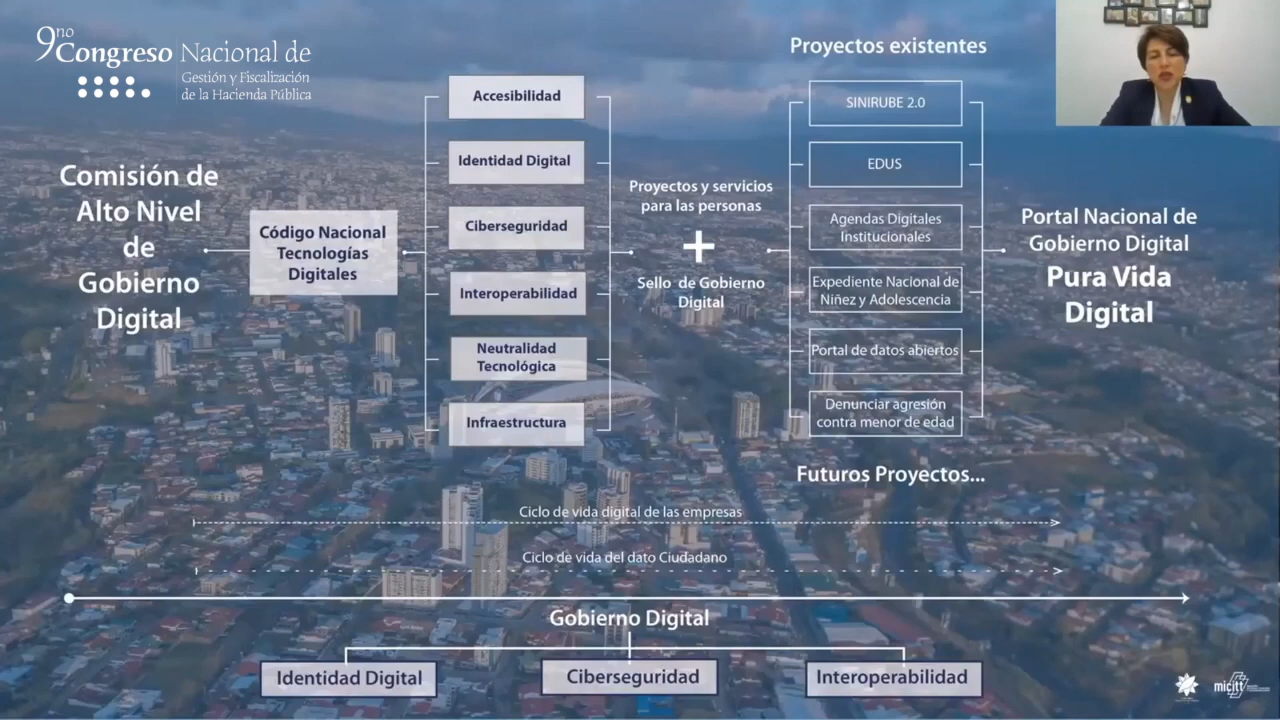 9no
Congreso
Nacional de
Gestión y Fiscalización
de la Hacienda Pública
Comisión de
Alto Nivel
de
Gobierno
Digital
Código Nacional
Tecnologías
Digitales
Accesibilidad
Identidad Digital
Ciberseguridad
Interoperabilidad
Neutralidad
Tecnológica
Infraestructura
Proyectos y servicios
para las personas
+
Sello de Gobierno
Digital
Proyectos existentes
SINIRUBE 2.0
EDUS
Agendas Digitales
Institucionales
Expediente Nacional de
Niñez y Adolescencia
Portal de datos abiertos
Denunciar agresión
contra menor de edad
Futuros Proyectos...
Portal Nacional de
Gobierno Digital
Pura Vida
Digital
Ciclo de vida digital de las empresas
Ciclo de vida del dato Ciudadano
Gobierno Digital
Identidad Digital
Ciberseguridad
Interoperabilidad
micitt